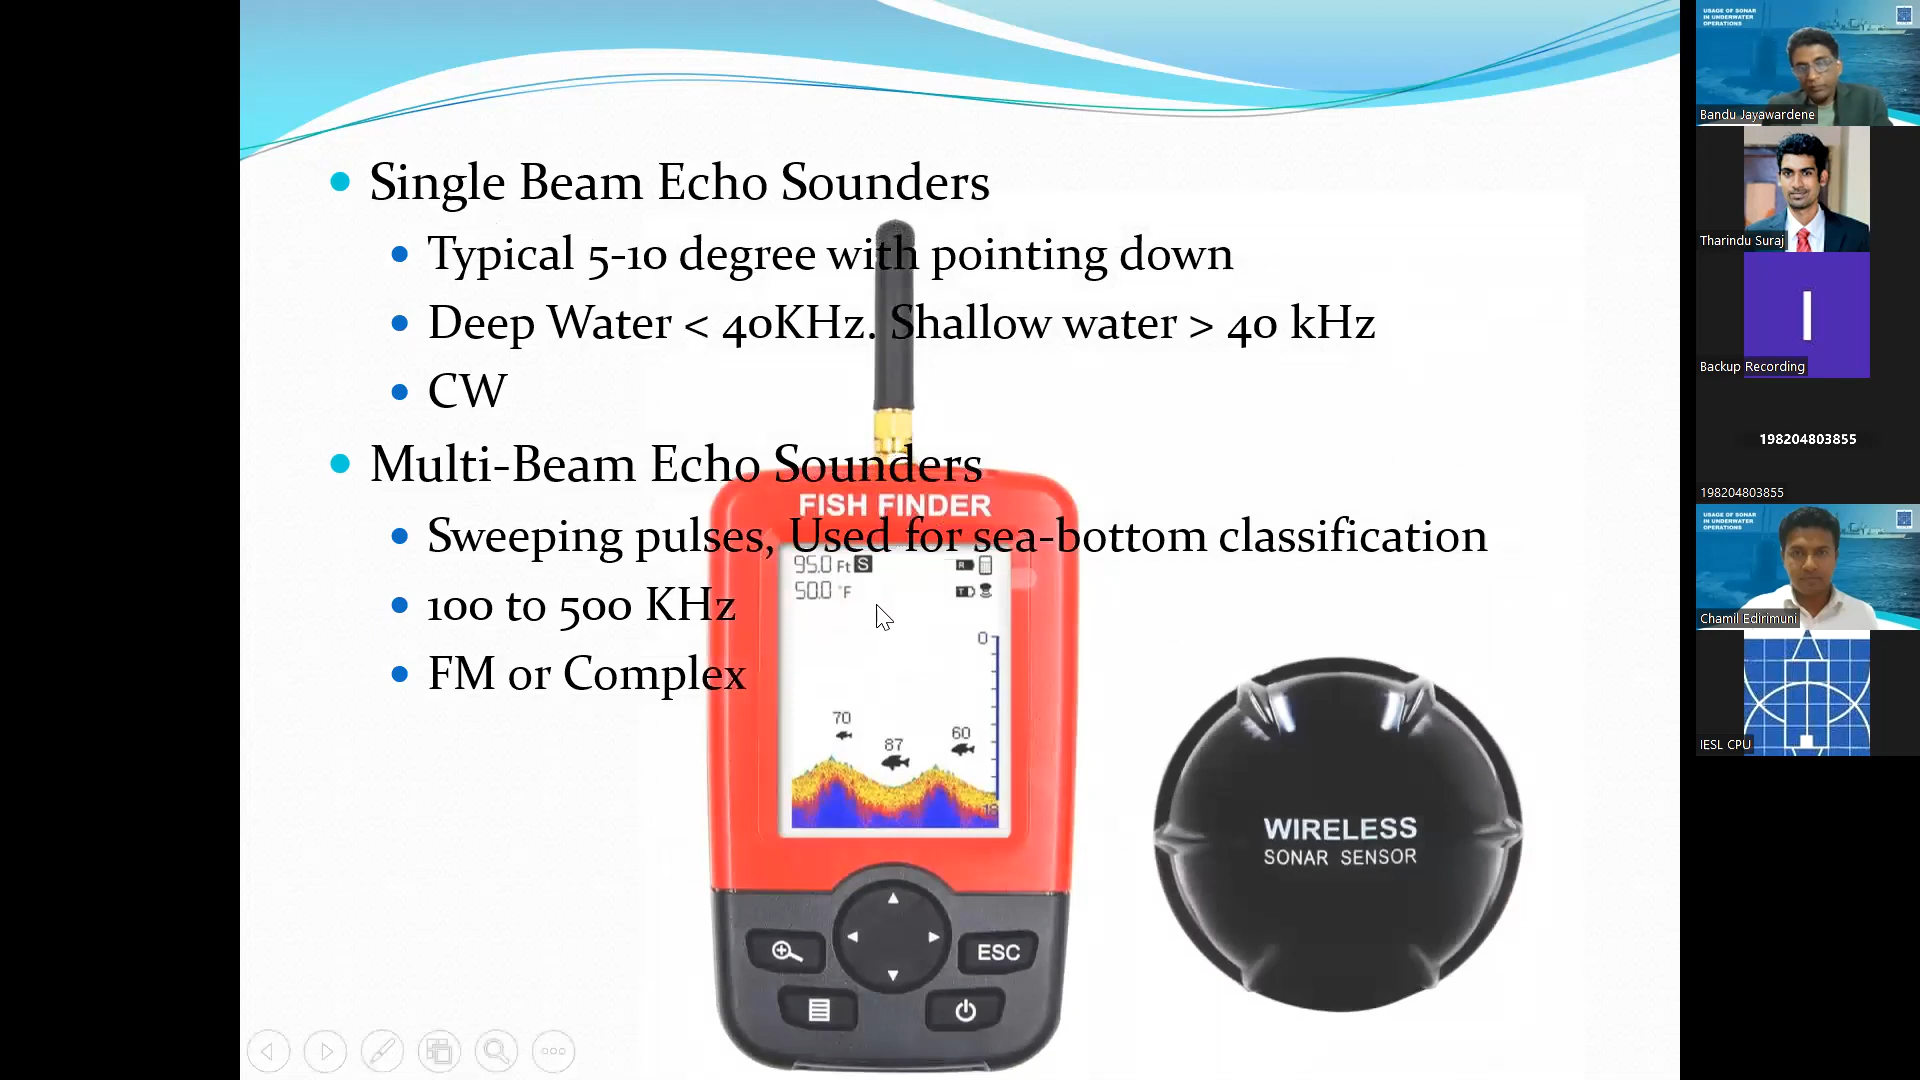 Single Beam Echo Sounders
Typical 5-10 degree with pointing down
Deep Water < 40KHz. Shallow water > 40 kHz
CW
Multi-Beam Echo Sounders
Sweeping pulses, Used for sea-bottom classification
100 to 500 KHz
FM or Complex
FISH FINDER
95.0 Ft S
50.0 °F
R
T
0
70
87
60
18
ESC
WIRELESS
SONAR SENSOR
USAGE OF SONAR
IN UNDERWATER
OPERATIONS
Bandu Jayawardene
Tharindu Suraj
I
Backup Recording
198204803855
198204803855
USAGE OF SONAR
IN UNDERWATER
OPERATIONS
Chamil Edirimuni
IESL CPU